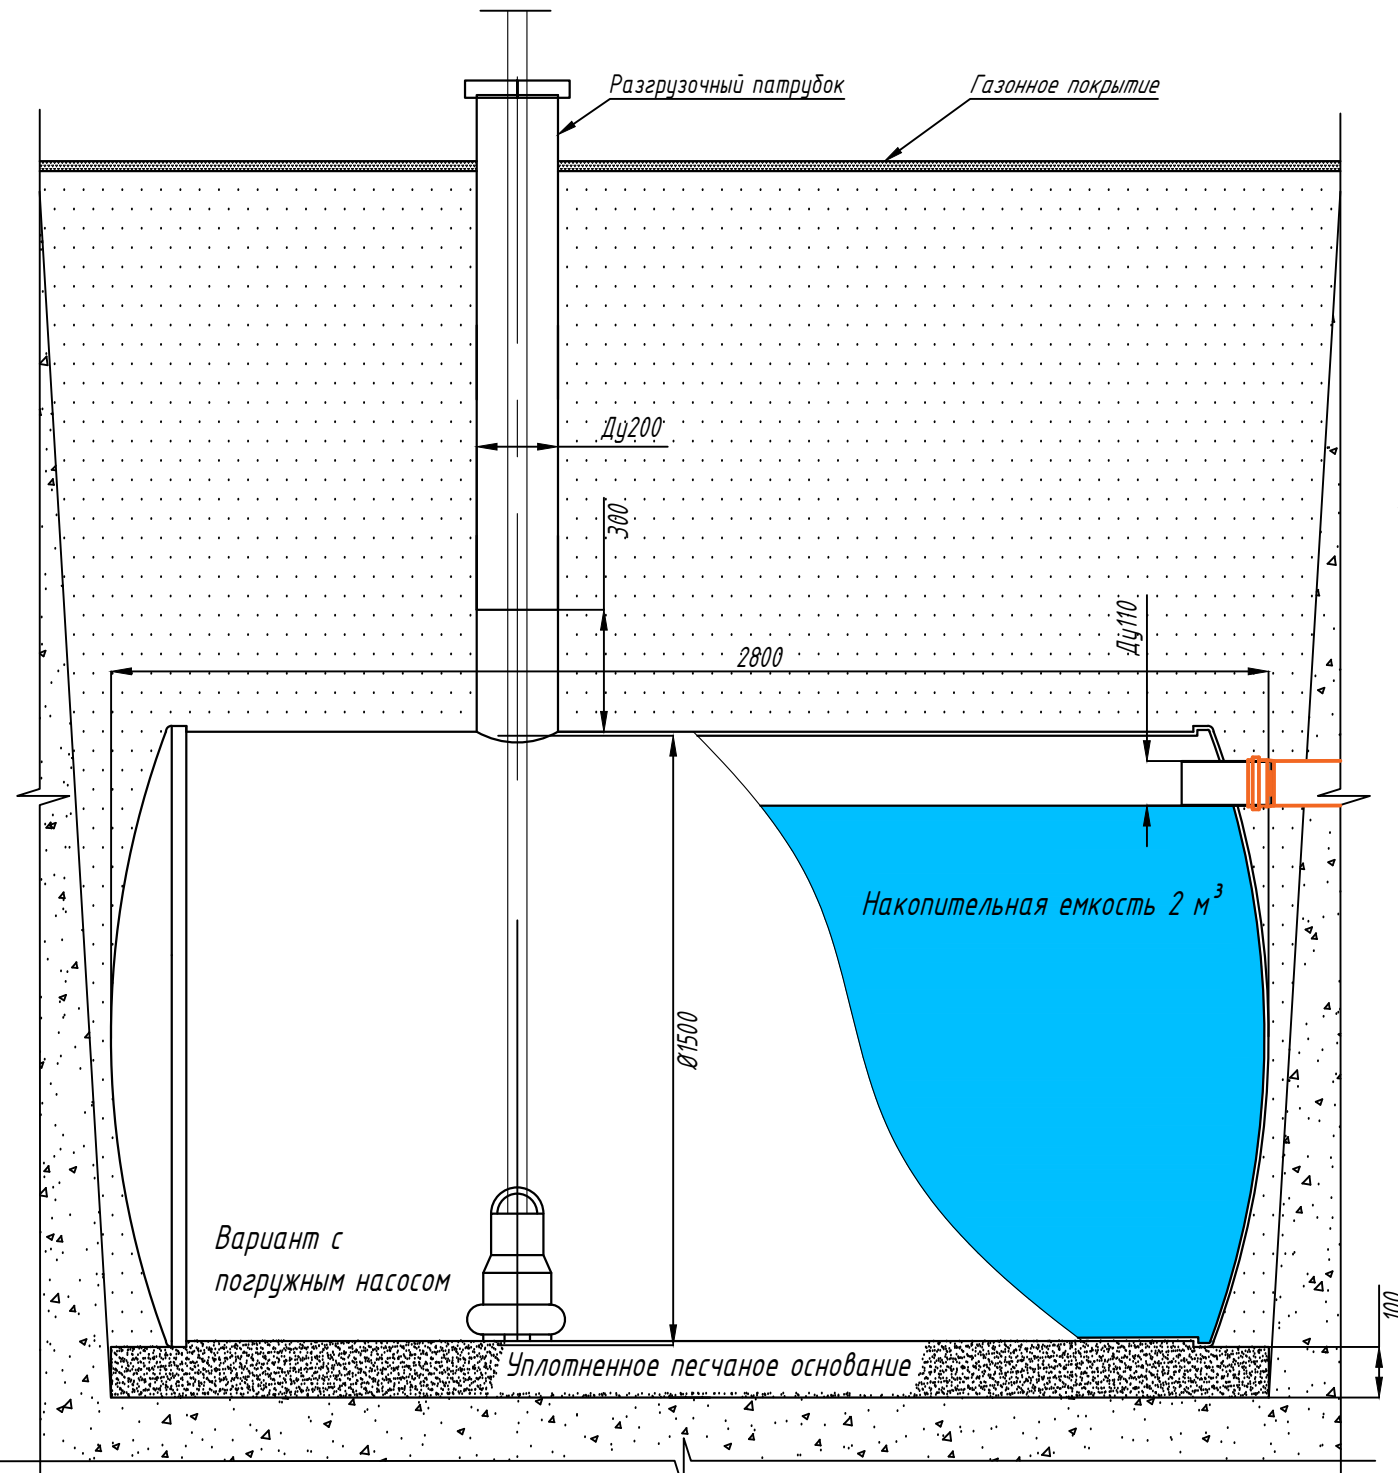 Разгрузочный патрубок
Газонное покрытие
Ду200
300
Ду110
2800
Накопительная емкость 2 м³
Ø1500
Вариант с
погружным насосом
100
Уплотненное песчаное основание